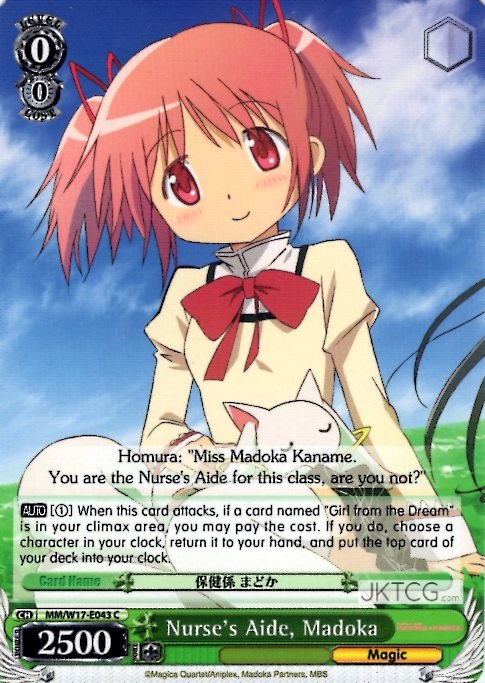 LEVEL
0
0
COST
Homura: "Miss Madoka Kaname.
You are the Nurse's Aide for this class, are you not?"
AUTO [①] When this card attacks, if a card named "Girl from the Dream"
is in your climax area, you may pay the cost. If you do, choose a
character in your clock, return it to your hand, and put the top card of
your deck into your clock.
Card Name 保健係 まどか
JKTCG.com
CH MM/W17-E043 C
2500 Nurse's Aide, Madoka
Magic
©Magica Quartet/Aniplex, Madoka Partners, MBS